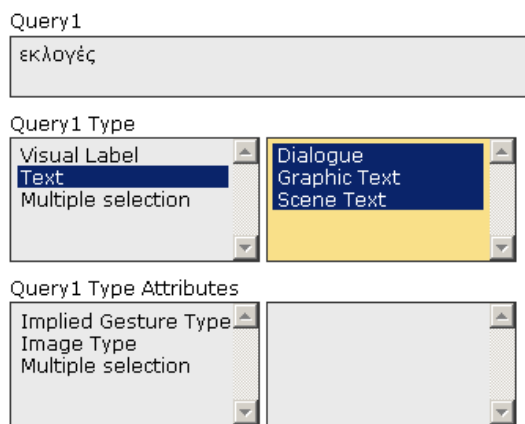 Query1
εκλογές
Query1 Type
Visual Label
Text
Multiple selection
Dialogue
Graphic Text
Scene Text
Query1 Type Attributes
Implied Gesture Type
Image Type
Multiple selection